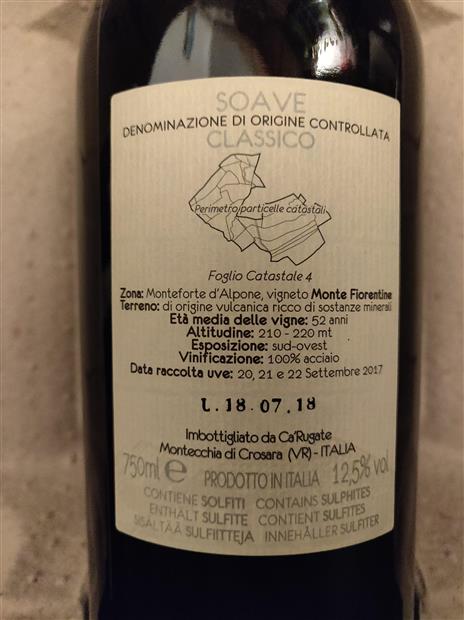 SOAVE
DENOMINAZIONE DI ORIGINE CONTROLLATA
CLASSICO
Perimetro particelle catastali
Foglio Catastale 4
Zona: Monteforte d'Alpone, vigneto Monte Fiorentine
Terreno: di origine vulcanica ricco di sostanze minerali
Età media delle vigne: 52 anni
Altitudine: 210 - 220 mt
Esposizione: sud-ovest
Vinificazione: 100% acciaio
Data raccolta uve: 20, 21 e 22 Settembre 2017
L.18.07.18
Imbottigliato da Ca'Rugate
Montecchia di Crosara (VR) - ITALIA
750ml e PRODOTTO IN ITALIA 12,5% vol
CONTIENE SOLFITI CONTAINS SULPHITES
ENTHALT SULFITE CONTIENT SULFITES
SISÄLTÄÄ SULFIITTEJA INNEHÅLLER SULFITER